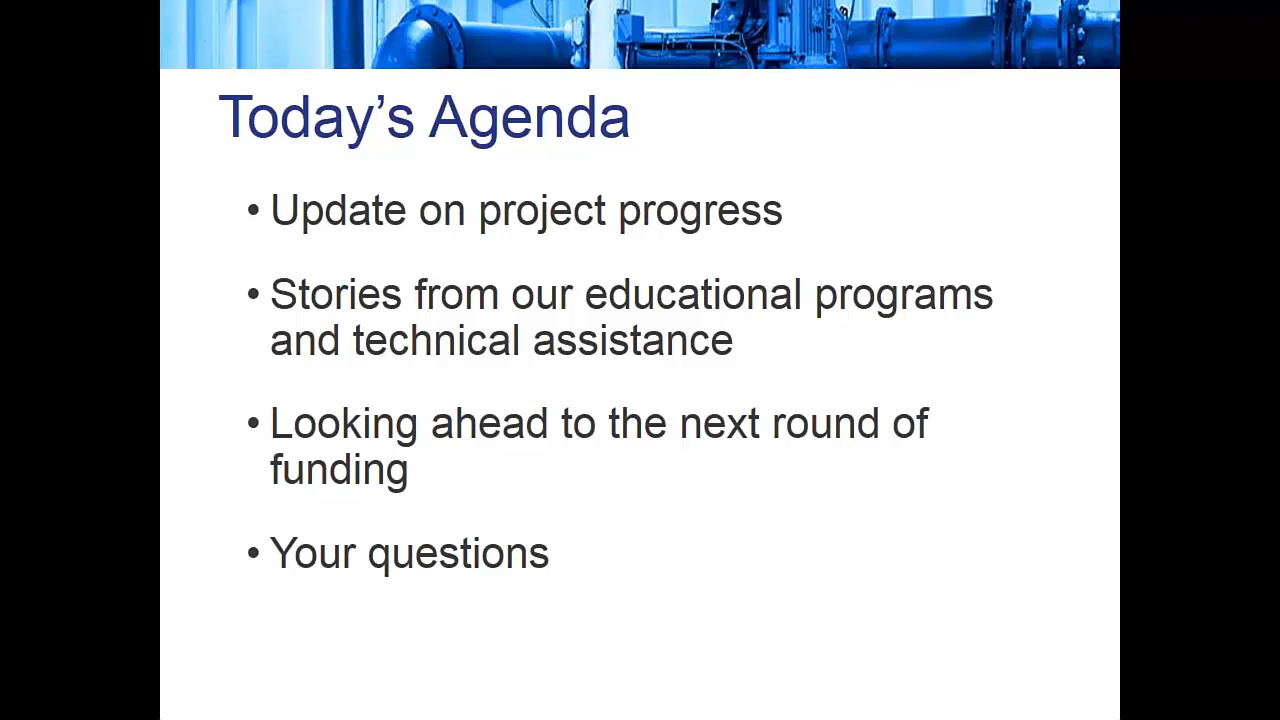 Today’s Agenda
• Update on project progress
• Stories from our educational programs
and technical assistance
• Looking ahead to the next round of
funding
• Your questions